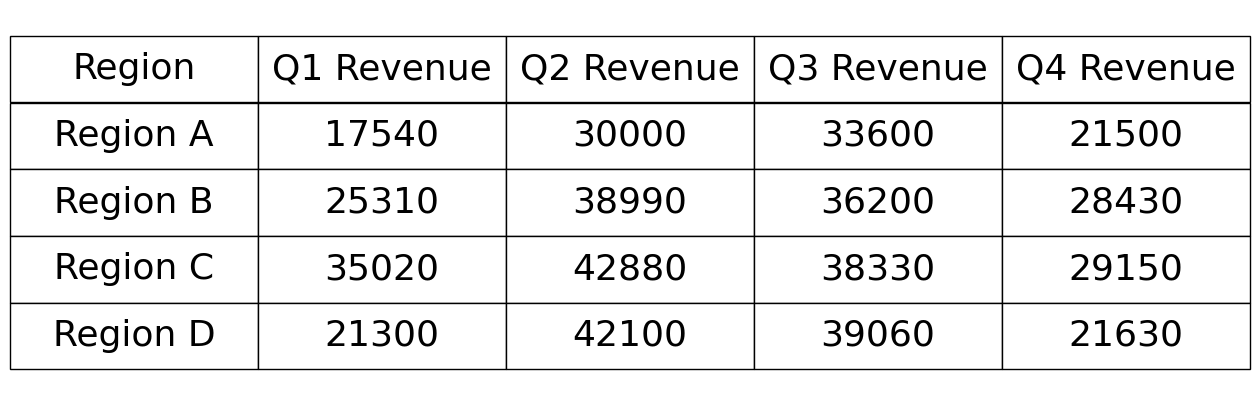 Region Q1 Revenue Q2 Revenue Q3 Revenue Q4 Revenue
Region A 17540 30000 33600 21500
Region B 25310 38990 36200 28430
Region C 35020 42880 38330 29150
Region D 21300 42100 39060 21630